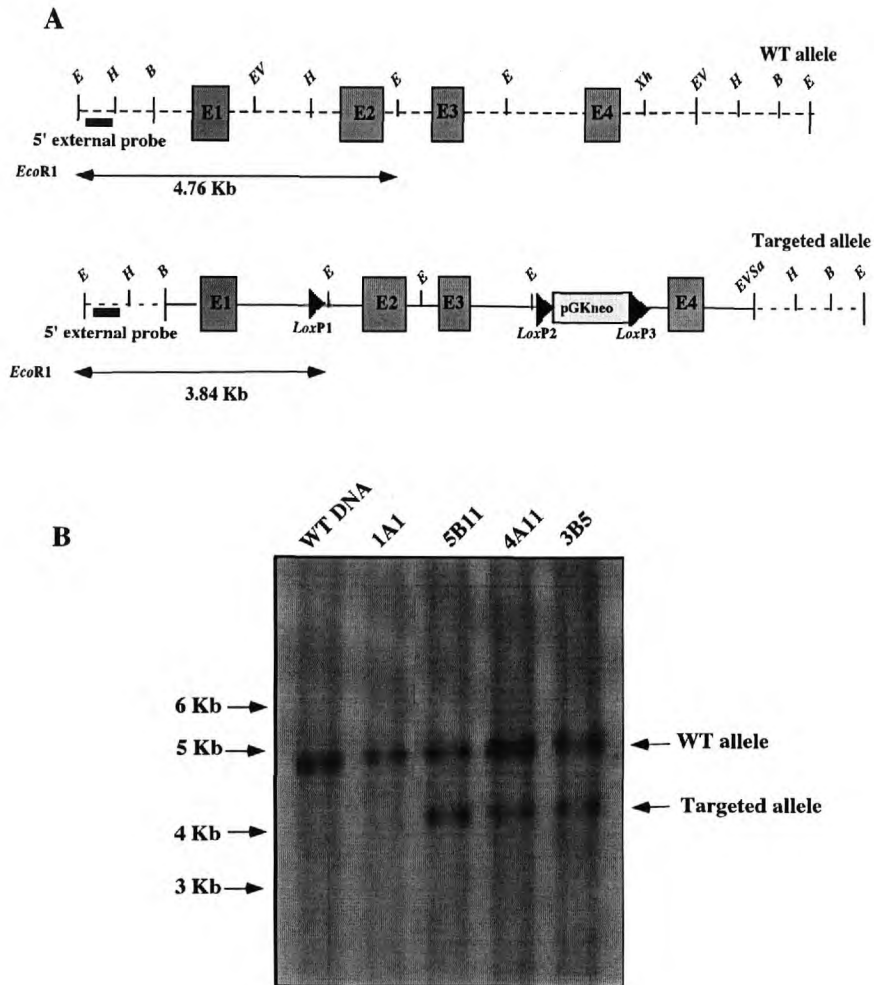 A
WT allele
E H B EV H E E Xh EV H B E
E1 E2 E3 E4
5' external probe
EcoR1
4.76 Kb
Targeted allele
E H B E E E EVSa H B E
E1 E2 E3 pGKneo E4
LoxP1 LoxP2 LoxP3
5' external probe
EcoR1
3.84 Kb
B
WT DNA 1A1 5B11 4A11 3B5
6 Kb
5 Kb
WT allele
Targeted allele
4 Kb
3 Kb